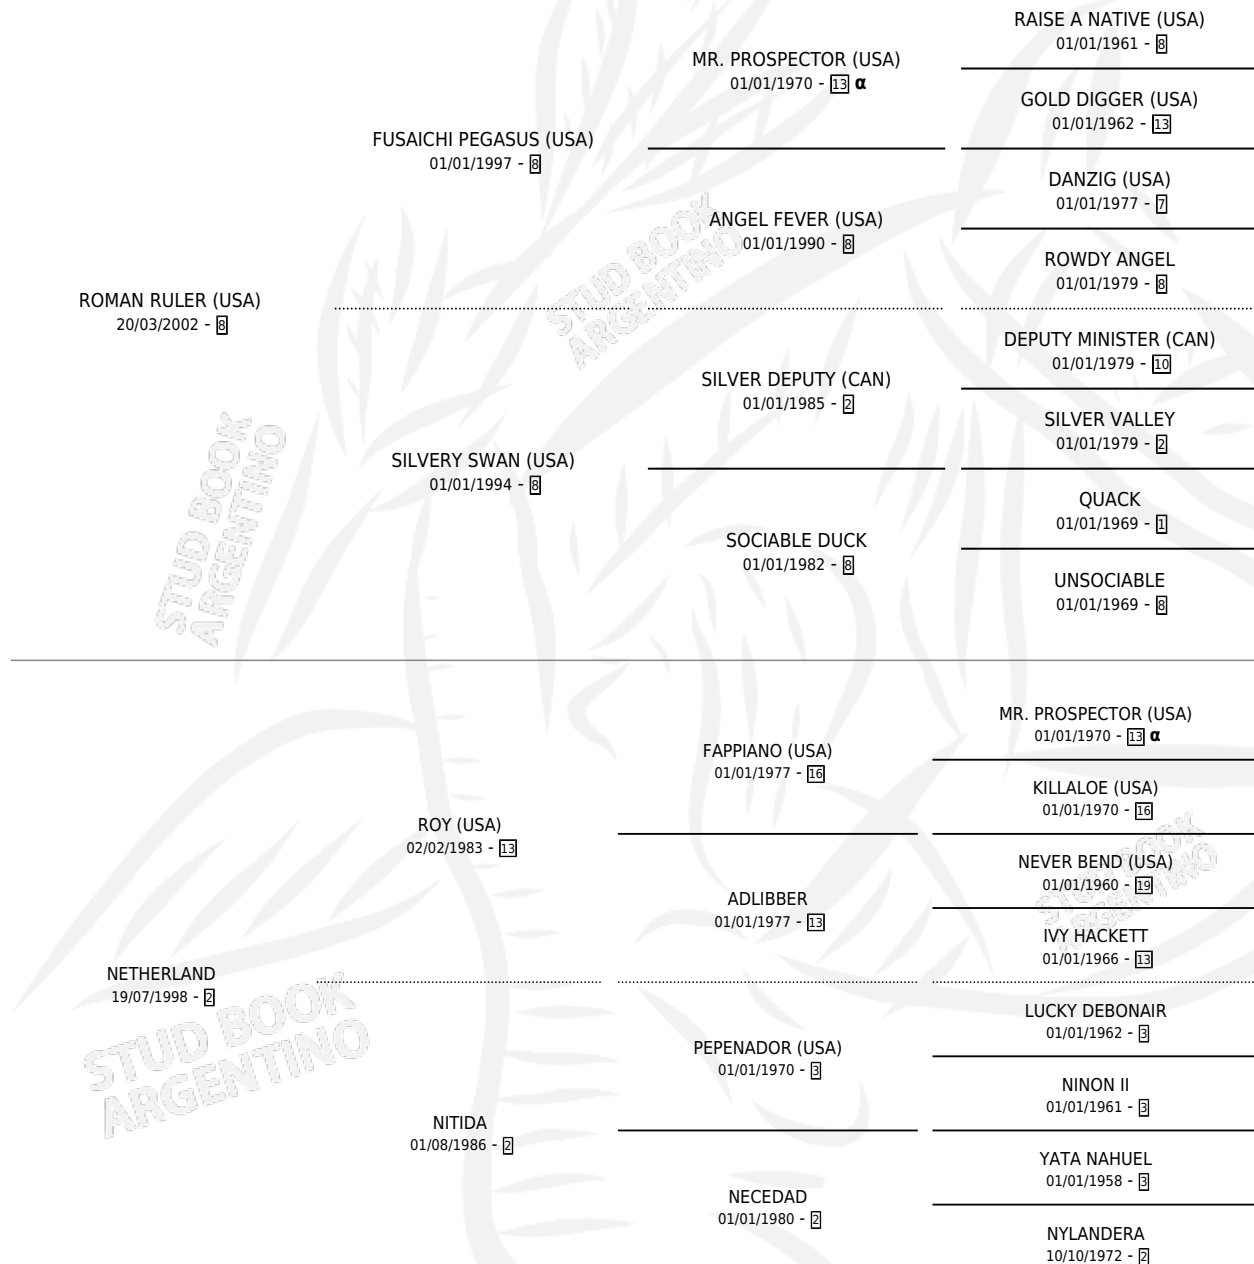 RAISE A NATIVE (USA)
01/01/1961 - 8
MR. PROSPECTOR (USA)
01/01/1970 - 13 α
GOLD DIGGER (USA)
01/01/1962 - 13
FUSAICHI PEGASUS (USA)
01/01/1997 - 8
DANZIG (USA)
01/01/1977 - 7
ANGEL FEVER (USA)
01/01/1990 - 8
ROWDY ANGEL
01/01/1979 - 8
ROMAN RULER (USA)
20/03/2002 - 8
DEPUTY MINISTER (CAN)
01/01/1979 - 10
SILVER DEPUTY (CAN)
01/01/1985 - 2
SILVER VALLEY
01/01/1979 - 2
SILVERY SWAN (USA)
01/01/1994 - 8
QUACK
01/01/1969 - 1
SOCIABLE DUCK
01/01/1982 - 8
UNSOCIABLE
01/01/1969 - 8
MR. PROSPECTOR (USA)
01/01/1970 - 13 α
FAPPIANO (USA)
01/01/1977 - 16
KILLALOE (USA)
01/01/1970 - 16
ROY (USA)
02/02/1983 - 13
NEVER BEND (USA)
01/01/1960 - 19
ADLIBBER
01/01/1977 - 13
IVY HACKETT
01/01/1966 - 13
NETHERLAND
19/07/1998 - 2
LUCKY DEBONAIR
01/01/1962 - 3
PEPENADOR (USA)
01/01/1970 - 3
NINON II
01/01/1961 - 3
NITIDA
01/08/1986 - 2
YATA NAHUEL
01/01/1958 - 3
NECEDAD
01/01/1980 - 2
NYLANDERA
10/10/1972 - 2
STUD BOOK
ARGENTINO
STUD BOOK
ARGENTINO
STUD BOOK
ARGENTINO
STUD BOOK
ARGENTINO